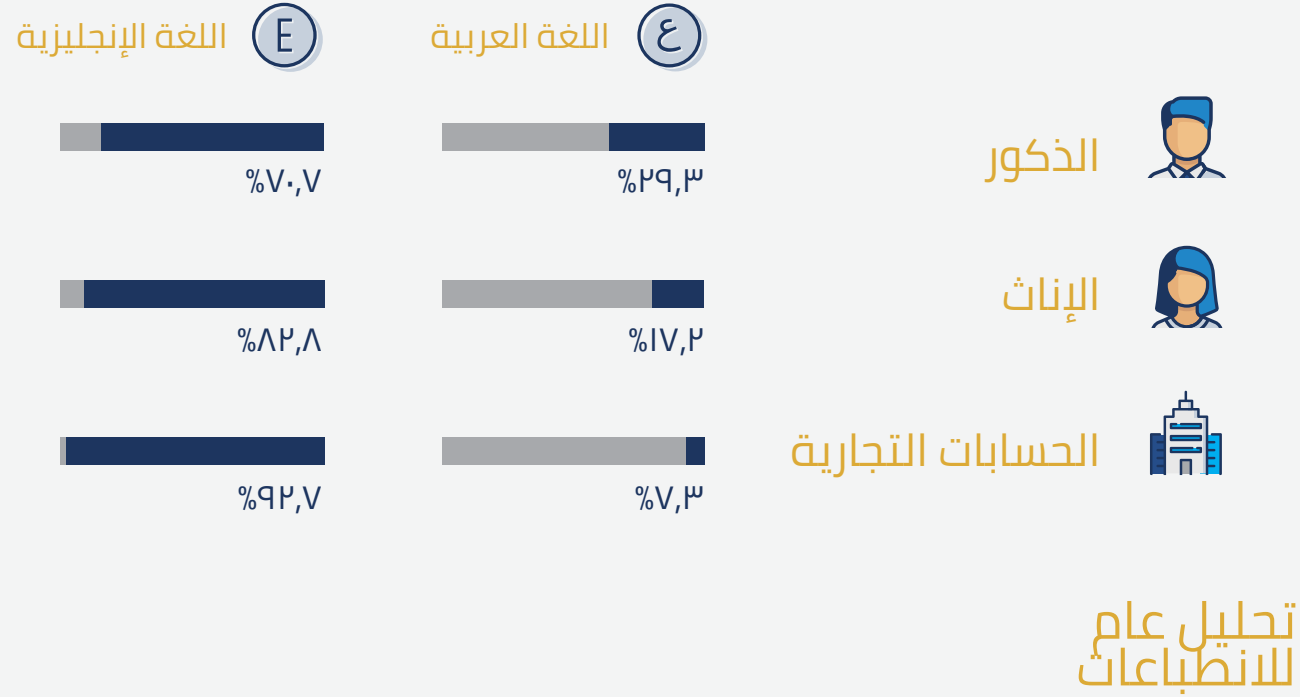 ع اللغة العربية
E اللغة الإنجليزية
الذكور
%٢٩,٣
%٧٠,٧
الإناث
%١٧,٢
%٨٢,٨
الحسابات التجارية
%٧,٣
%٩٢,٧
تحليل عام
للانطباعات